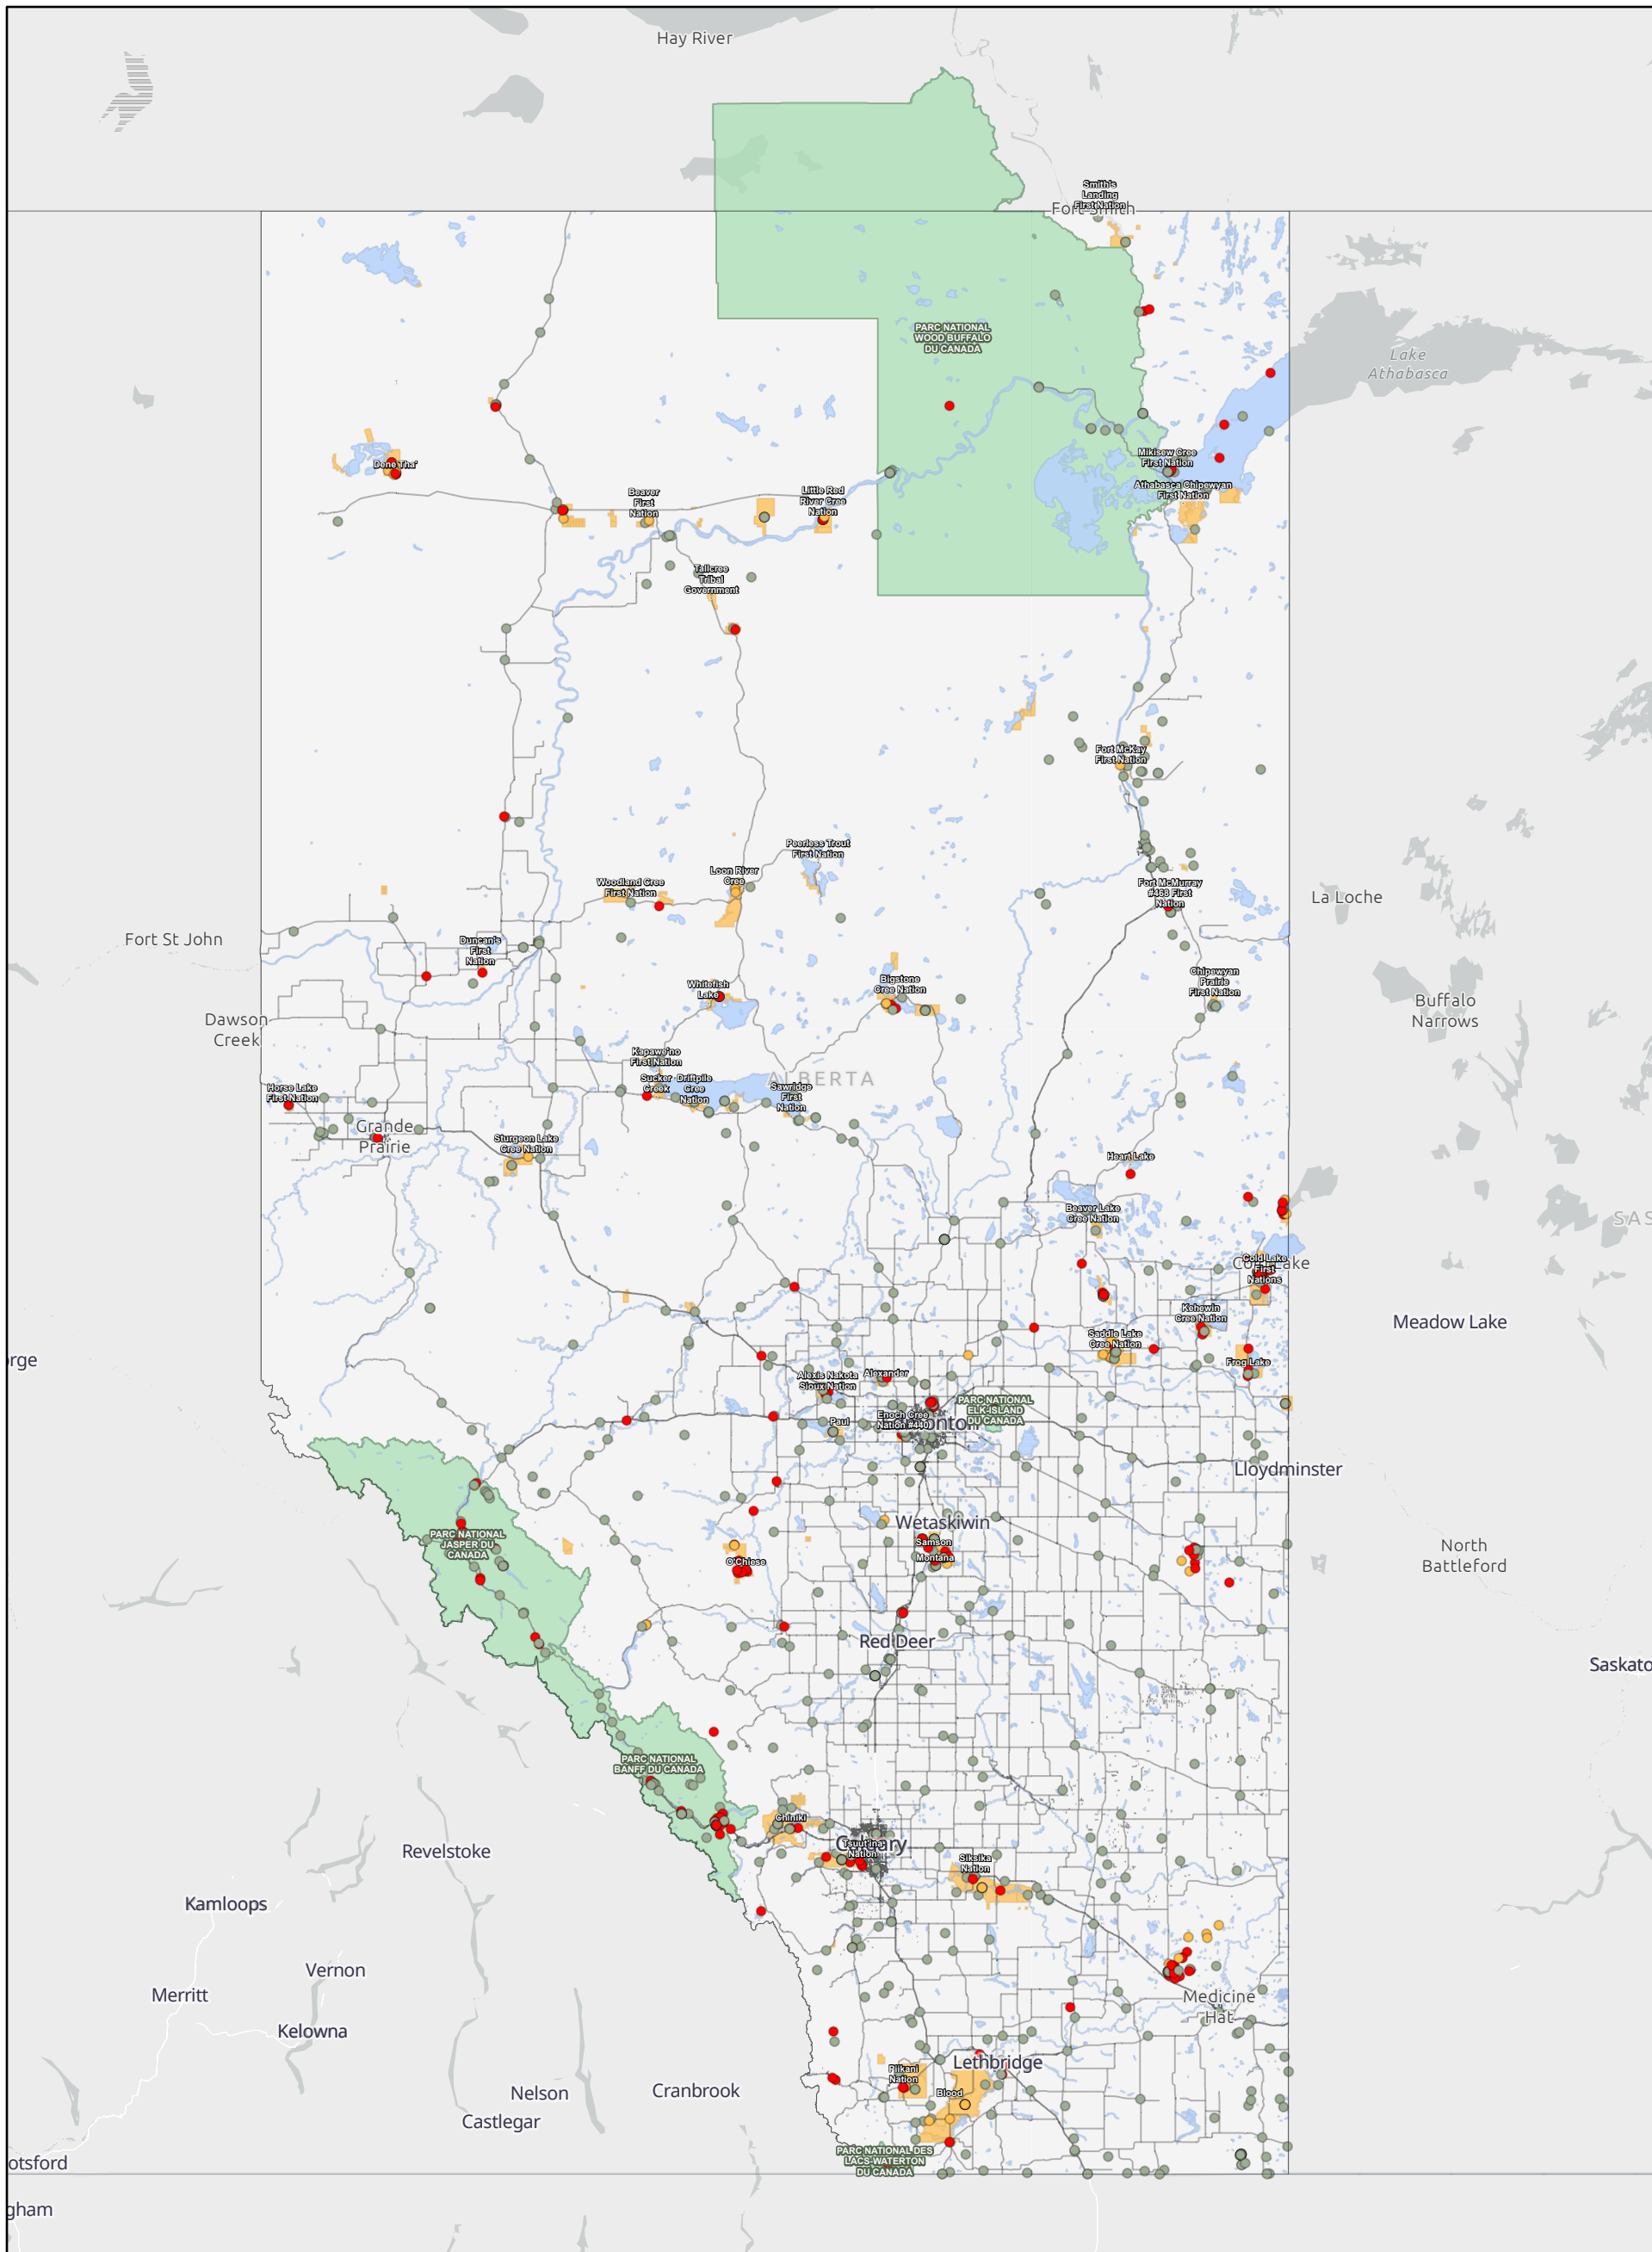 Hay River
Smith's
Landing
First Nation
Fort Smith
PARC NATIONAL
WOOD BUFFALO
DU CANADA
Lake
Athabasca
Mikisew Cree
First Nation
Dene Tha'
Athabasca Chipewyan
First Nation
Beaver
First
Nation
Little Red
River Cree
Nation
Tallcree
Tribal
Government
Fort McKay
First Nation
Peerless Trout
First Nation
Loon River
Cree
Woodland Cree
First Nation
Fort McMurray
#468 First
Nation
La Loche
Fort St John
Duncan's
First
Nation
Whitefish
Lake
Bigstone
Cree Nation
Chipewyan
Prairie
First Nation
Buffalo
Narrows
Dawson
Creek
Kapawe'no
First Nation
Sucker
Creek
Driftpile
Cree
Nation
ALBERTA
Sawridge
First
Nation
Horse Lake
First Nation
Grande
Prairie
Sturgeon Lake
Cree Nation
Heart Lake
Beaver Lake
Cree Nation
SAS
Cold Lake
First
Nations
Kehewin
Cree Nation
Meadow Lake
Saddle Lake
Cree Nation
Frog Lake
orge
Alexis Nakota
Sioux Nation
Alexander
PARC NATIONAL
ELK-ISLAND
DU CANADA
Enoch Cree
Nation #440
Paul
Lloydminster
Wetaskiwin
PARC NATIONAL
JASPER DU
CANADA
Samson
Montana
O'Chiese
North
Battleford
Red Deer
Saskato
PARC NATIONAL
BANFF DU CANADA
Chiniki
Calgary
Tsuut'ina
Nation
Siksika
Nation
Revelstoke
Kamloops
Vernon
Merritt
Medicine
Hat
Kelowna
Lethbridge
Piikani
Nation
Blood
Nelson
Cranbrook
Castlegar
PARC NATIONAL DES
LACS-WATERTON
DU CANADA
otsford
gham